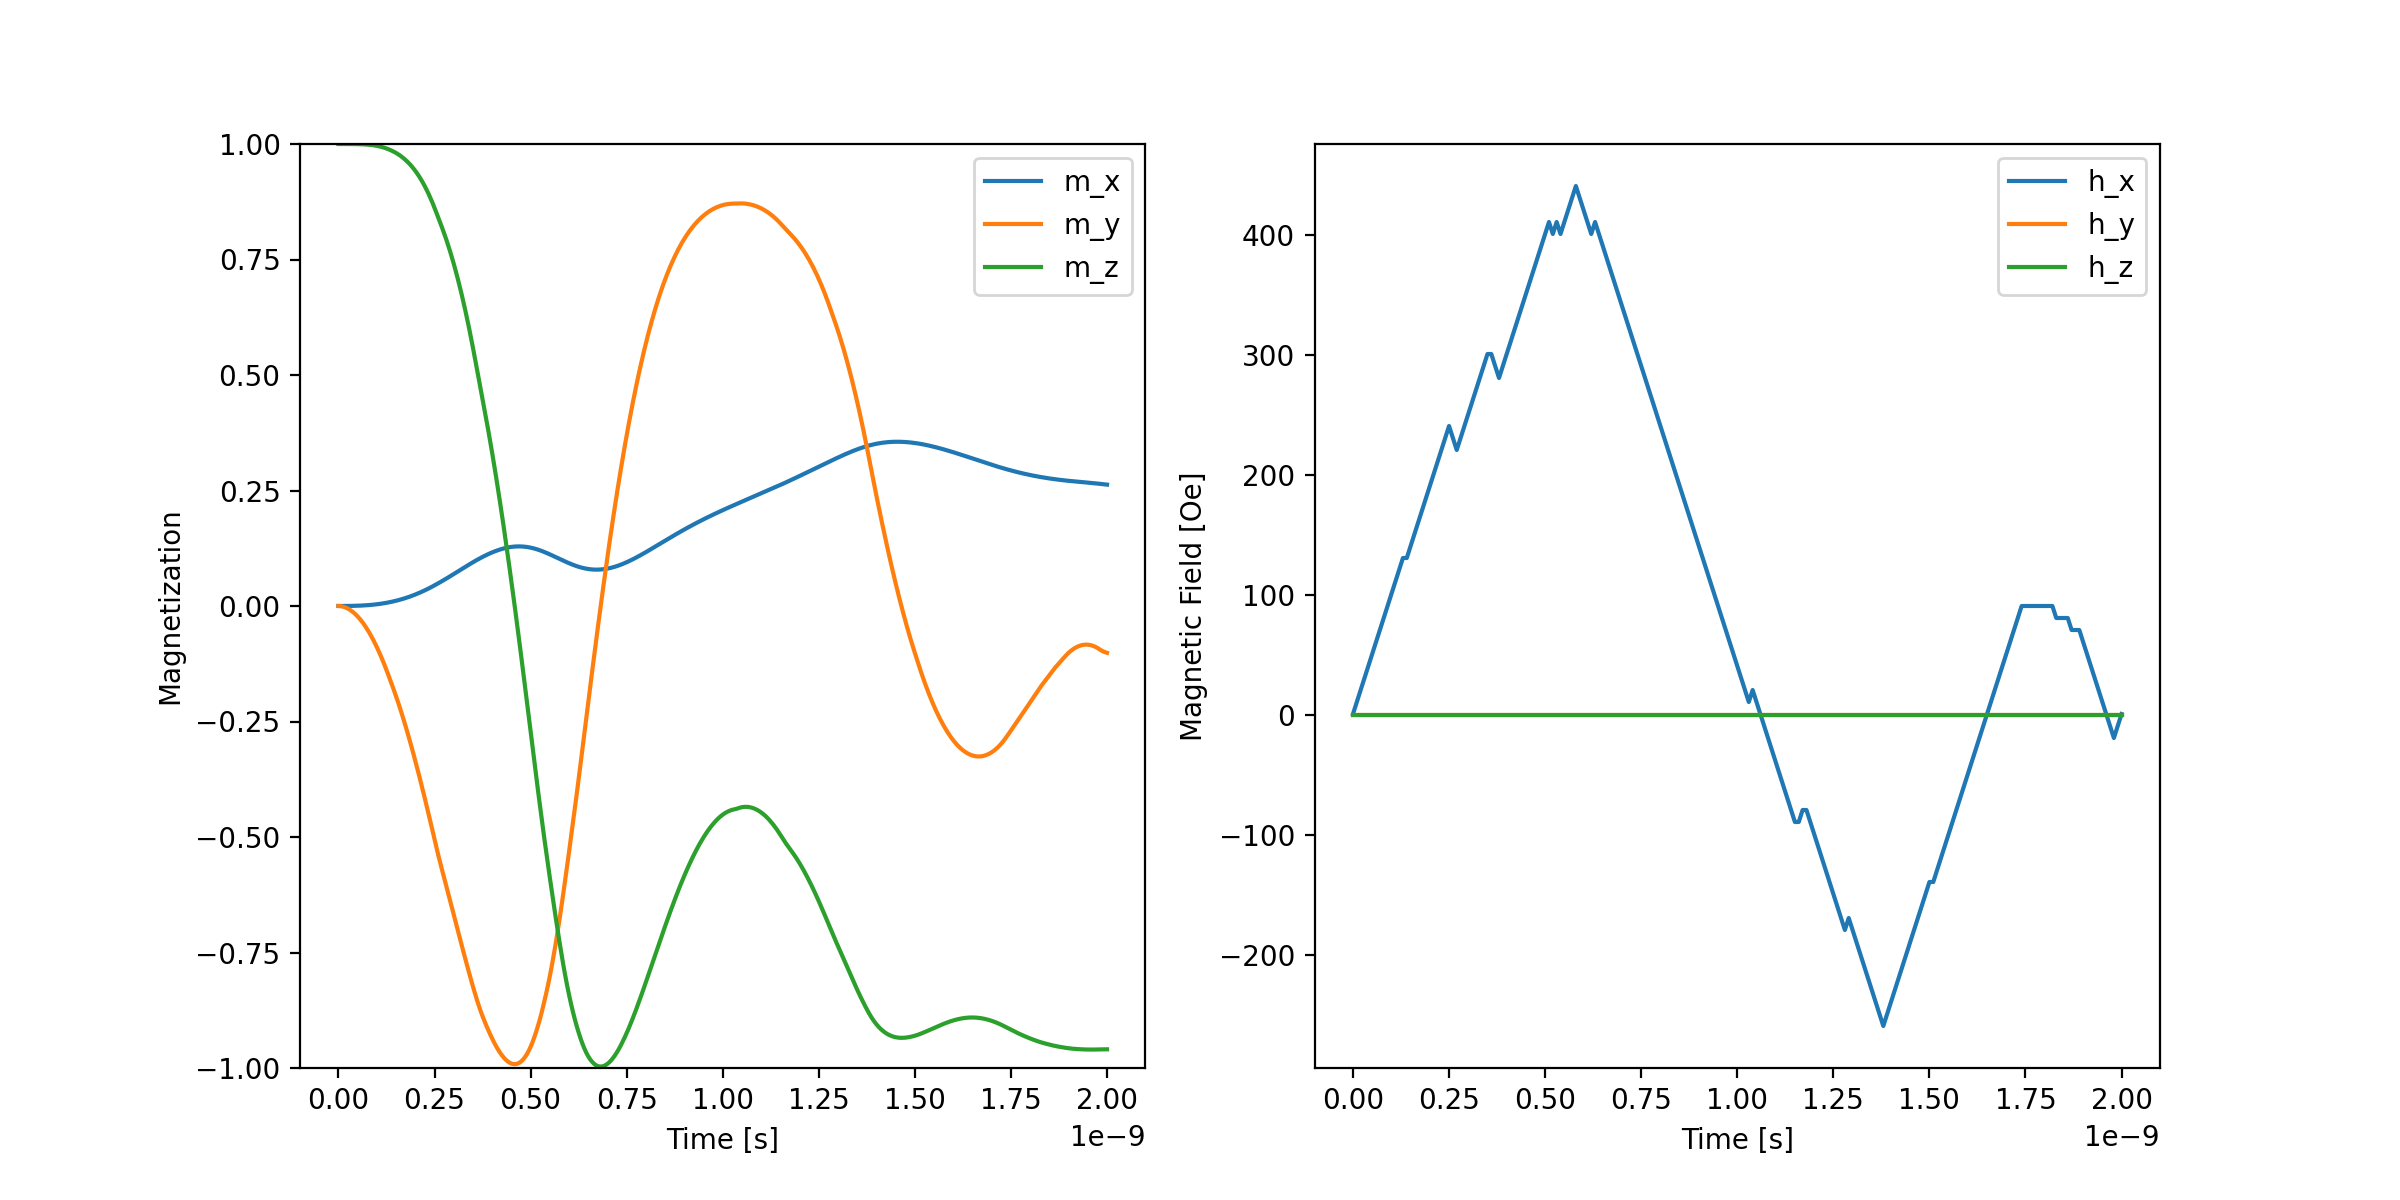 Magnetization
1.00
0.75
0.50
0.25
0.00
−0.25
−0.50
−0.75
−1.00
0.00 0.25 0.50 0.75 1.00 1.25 1.50 1.75 2.00
Time [s]
1e−9
m_x
m_y
m_z
Magnetic Field [Oe]
400
300
200
100
0
−100
−200
0.00 0.25 0.50 0.75 1.00 1.25 1.50 1.75 2.00
Time [s]
1e−9
h_x
h_y
h_z